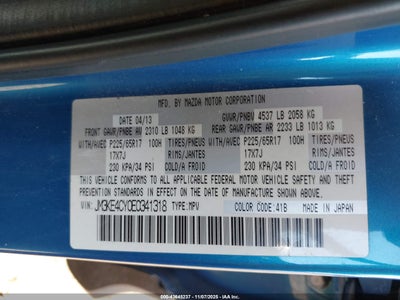 MFD. BY MAZDA MOTOR CORPORATION
DATE 04/13 GVWR/PNBV 4537 LB 2058 KG
FRONT GAWR/PNBE AV 2310 LB 1048 KG REAR GAWR/PNBE AR 2233 LB 1013 KG
WITH/AVEC P225/65R17 100H TIRES/PNEUS WITH/AVEC P225/65R17 100H TIRES/PNEUS
17X7J RIMS/JANTES 17X7J RIMS/JANTES
230 KPA/34 PSI COLD/A FROID 230 KPA/34 PSI COLD/A FROID
THIS VEHICLE CONFORMS TO ALL APPLICABLE FEDERAL MOTOR VEHICLE SAFETY, BUMPER, AND THEFT
PREVENTION STANDARDS IN EFFECT ON THE DATE OF MANUFACTURE SHOWN ABOVE.
VIN: JM3KE4CY0E0341318 TYPE:MPV COLOR CODE:41B MADE IN JAPAN